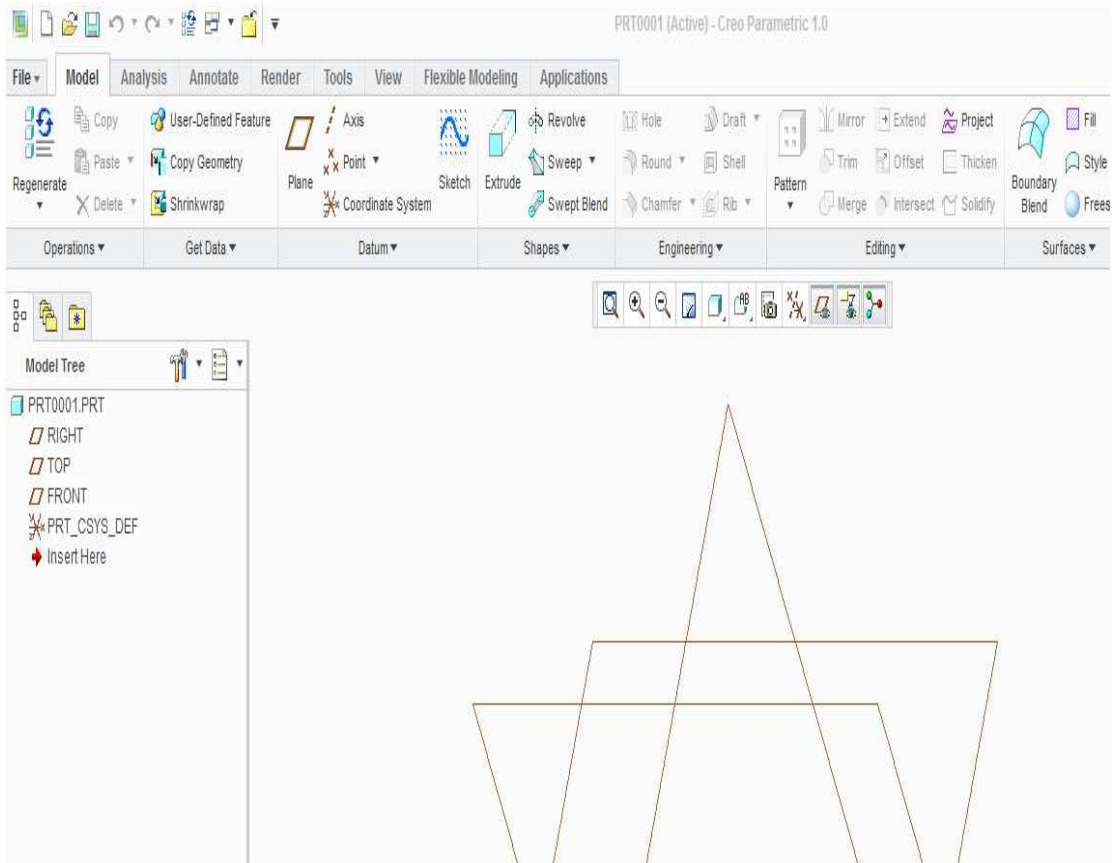 PRT0001 (Active) - Creo Parametric 1.0
File Model Analysis Annotate Render Tools View Flexible Modeling Applications
Regenerate
Copy
Paste
Delete
User-Defined Feature
Copy Geometry
Shrinkwrap
Plane
Axis
Point
Coordinate System
Sketch
Extrude
Revolve
Sweep
Swept Blend
Hole
Round
Chamfer
Draft
Shell
Rib
Pattern
Mirror
Trim
Merge
Extend
Offset
Intersect
Project
Thicken
Solidify
Boundary
Blend
Fill
Style
Frees
Operations Get Data Datum Shapes Engineering Editing Surfaces
Model Tree
PRT0001.PRT
RIGHT
TOP
FRONT
PRT_CSYS_DEF
Insert Here